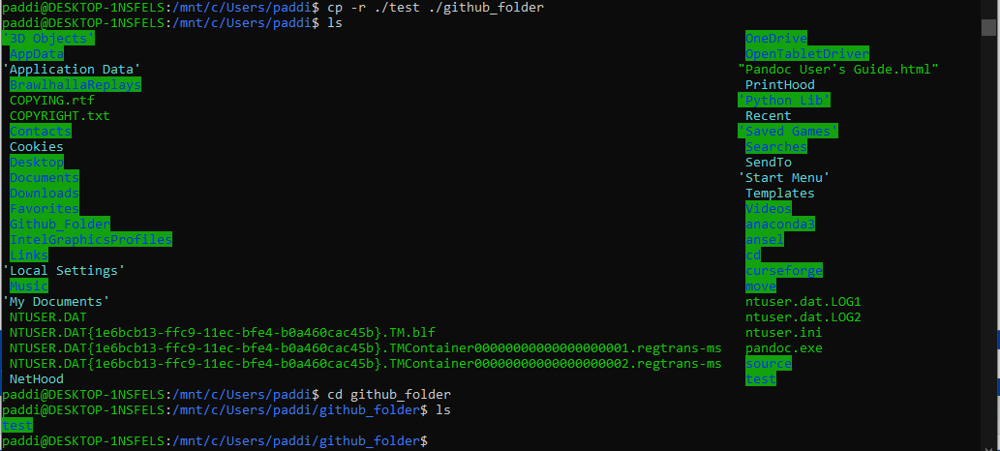 paddi@DESKTOP-1NSFELS:/mnt/c/Users/paddi$ cp -r ./test ./github_folder
paddi@DESKTOP-1NSFELS:/mnt/c/Users/paddi$ ls
'3D Objects' OneDrive
AppData OpenTabletDriver
'Application Data' "Pandoc User's Guide.html"
BrawlhallaReplays PrintHood
COPYING.rtf 'Python Lib'
COPYRIGHT.txt Recent
Contacts 'Saved Games'
Cookies Searches
Desktop SendTo
Documents 'Start Menu'
Downloads Templates
Favorites Videos
Github_Folder anaconda3
IntelGraphicsProfiles ansel
Links cd
'Local Settings' curseforge
Music move
'My Documents' ntuser.dat.LOG1
NTUSER.DAT ntuser.dat.LOG2
NTUSER.DAT{1e6bcb13-ffc9-11ec-bfe4-b0a460cac45b}.TM.blf ntuser.ini
NTUSER.DAT{1e6bcb13-ffc9-11ec-bfe4-b0a460cac45b}.TMContainer00000000000000000001.regtrans-ms pandoc.exe
NTUSER.DAT{1e6bcb13-ffc9-11ec-bfe4-b0a460cac45b}.TMContainer00000000000000000002.regtrans-ms source
NetHood test
paddi@DESKTOP-1NSFELS:/mnt/c/Users/paddi$ cd github_folder
paddi@DESKTOP-1NSFELS:/mnt/c/Users/paddi/github_folder$ ls
test
paddi@DESKTOP-1NSFELS:/mnt/c/Users/paddi/github_folder$